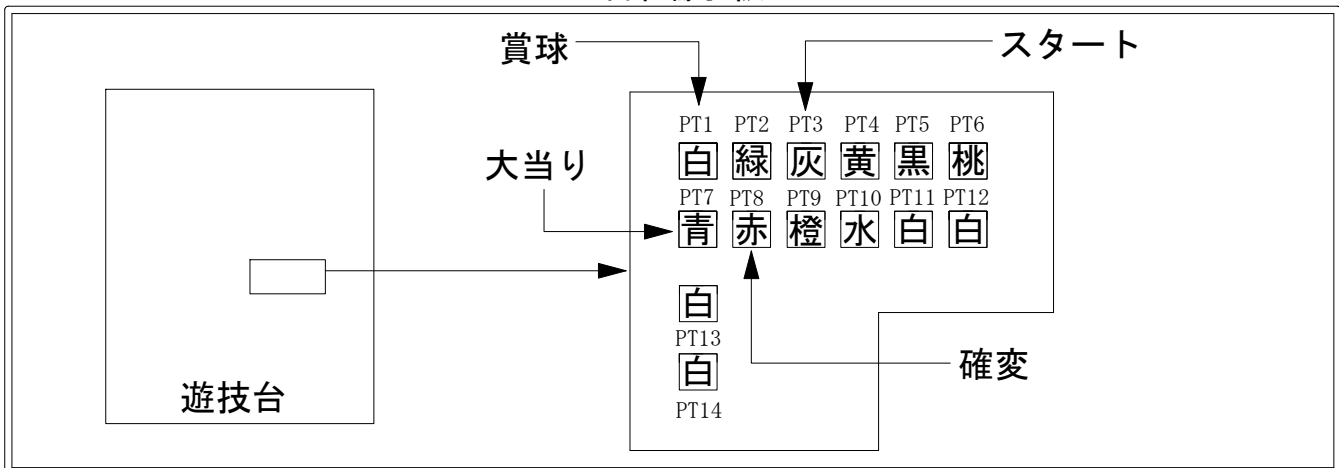 賞球
スタート
PT1 PT2 PT3 PT4 PT5 PT6
白 緑 灰 黄 黒 桃
大当り
PT7 PT8 PT9 PT10 PT11 PT12
青 赤 橙 水 白 白
白
PT13
確変
白
遊技台
PT14